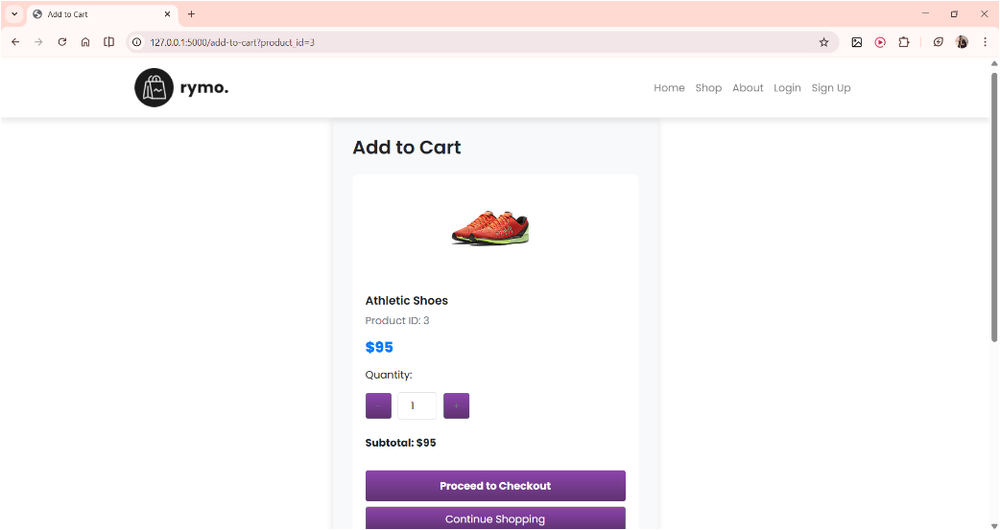 Add to Cart
127.0.0.1:5000/add-to-cart?product_id=3
rymo.
Home Shop About Login Sign Up
Add to Cart
Athletic Shoes
Product ID: 3
$95
Quantity:
- 1 +
Subtotal: $95
Proceed to Checkout
Continue Shopping